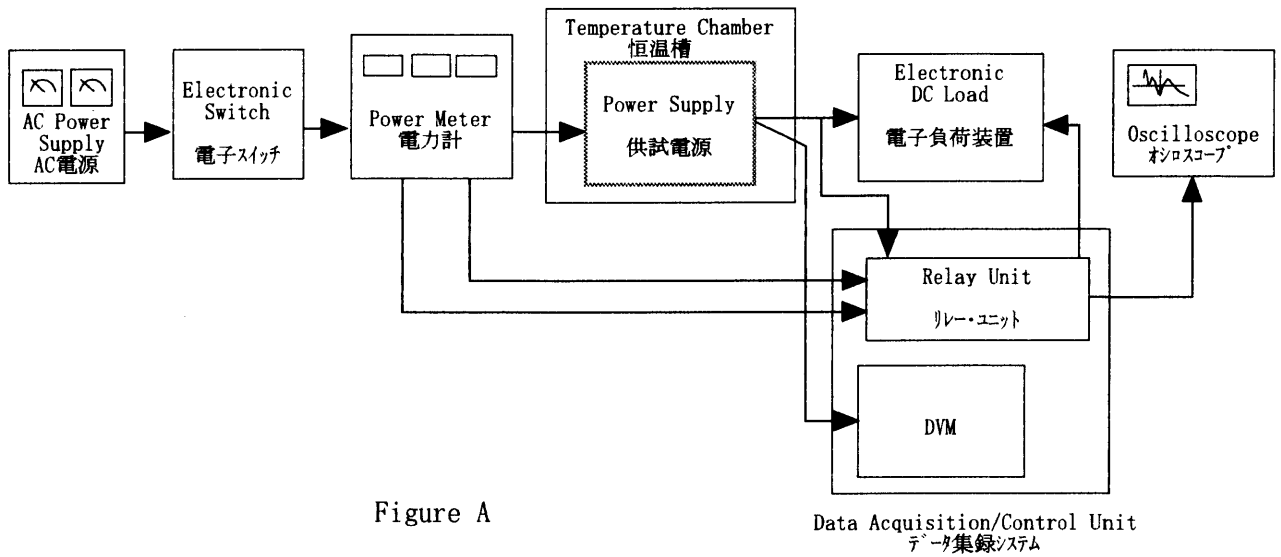 AC Power
Supply
AC電源
Electronic
Switch
電子スイッチ
Power Meter
電力計
Temperature Chamber
恒温槽
Power Supply
供試電源
Electronic
DC Load
電子負荷装置
Oscilloscope
オシロスコープ
Relay Unit
リレー・ユニット
DVM
Data Acquisition/Control Unit
データ集録システム
Figure A